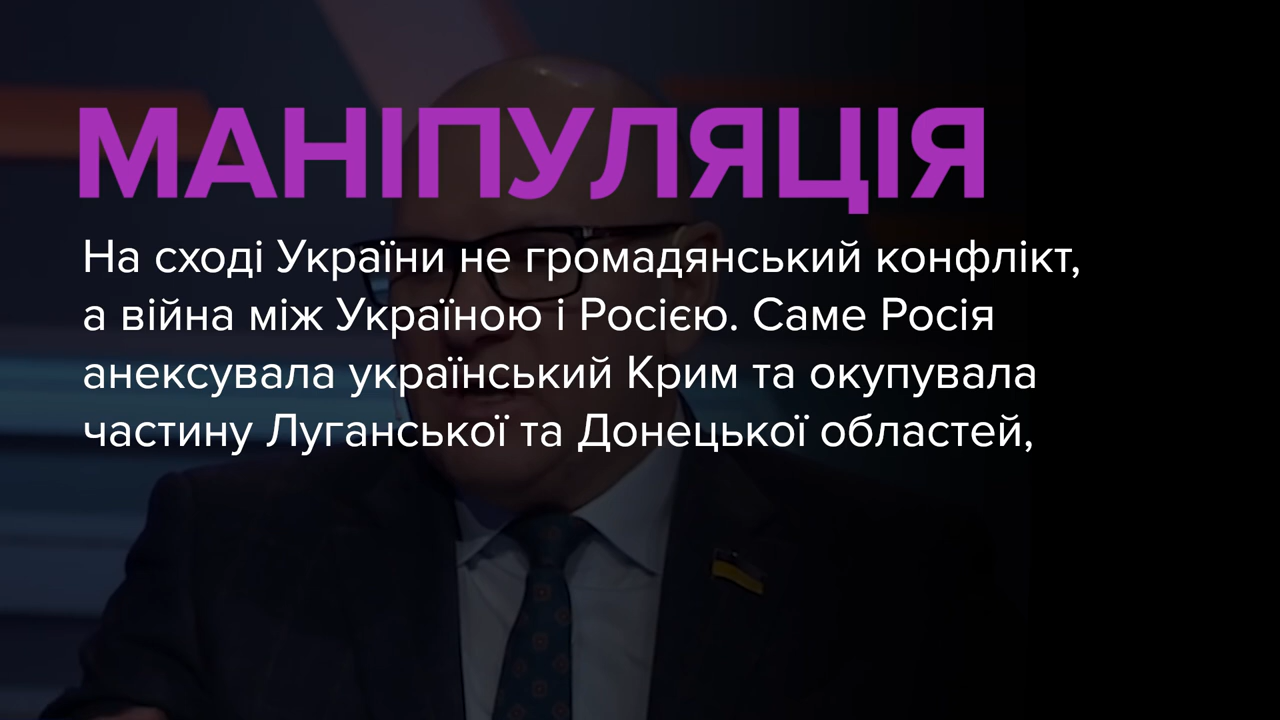 МАНІПУЛЯЦІЯ
На сході України не громадянський конфлікт,
а війна між Україною і Росією. Саме Росія
анексувала український Крим та окупувала
частину Луганської та Донецької областей,